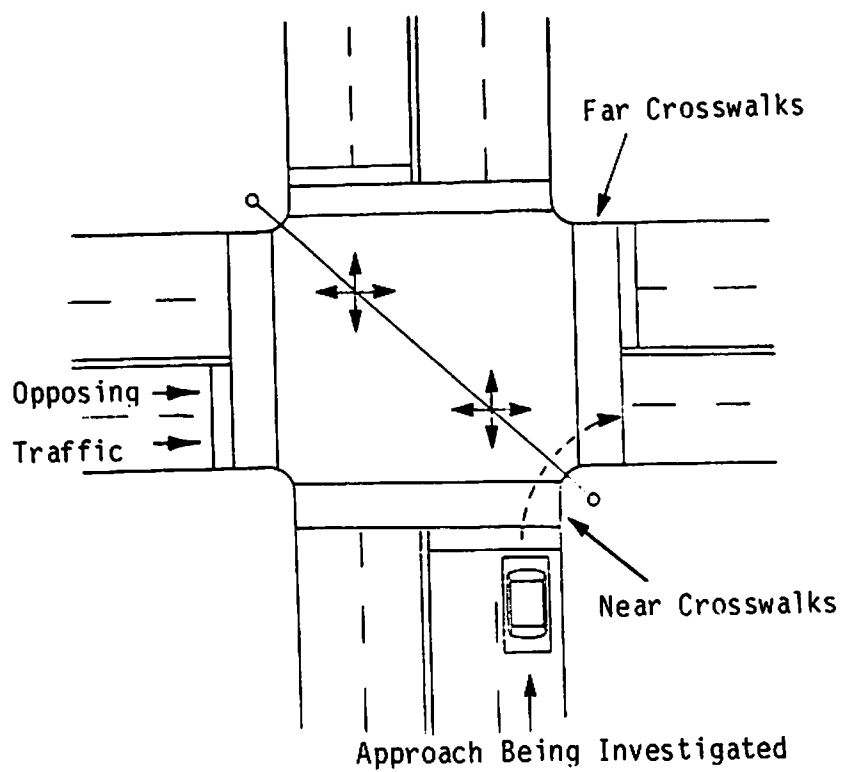 Far Crosswalks
Opposing
Traffic
Near Crosswalks
Approach Being Investigated